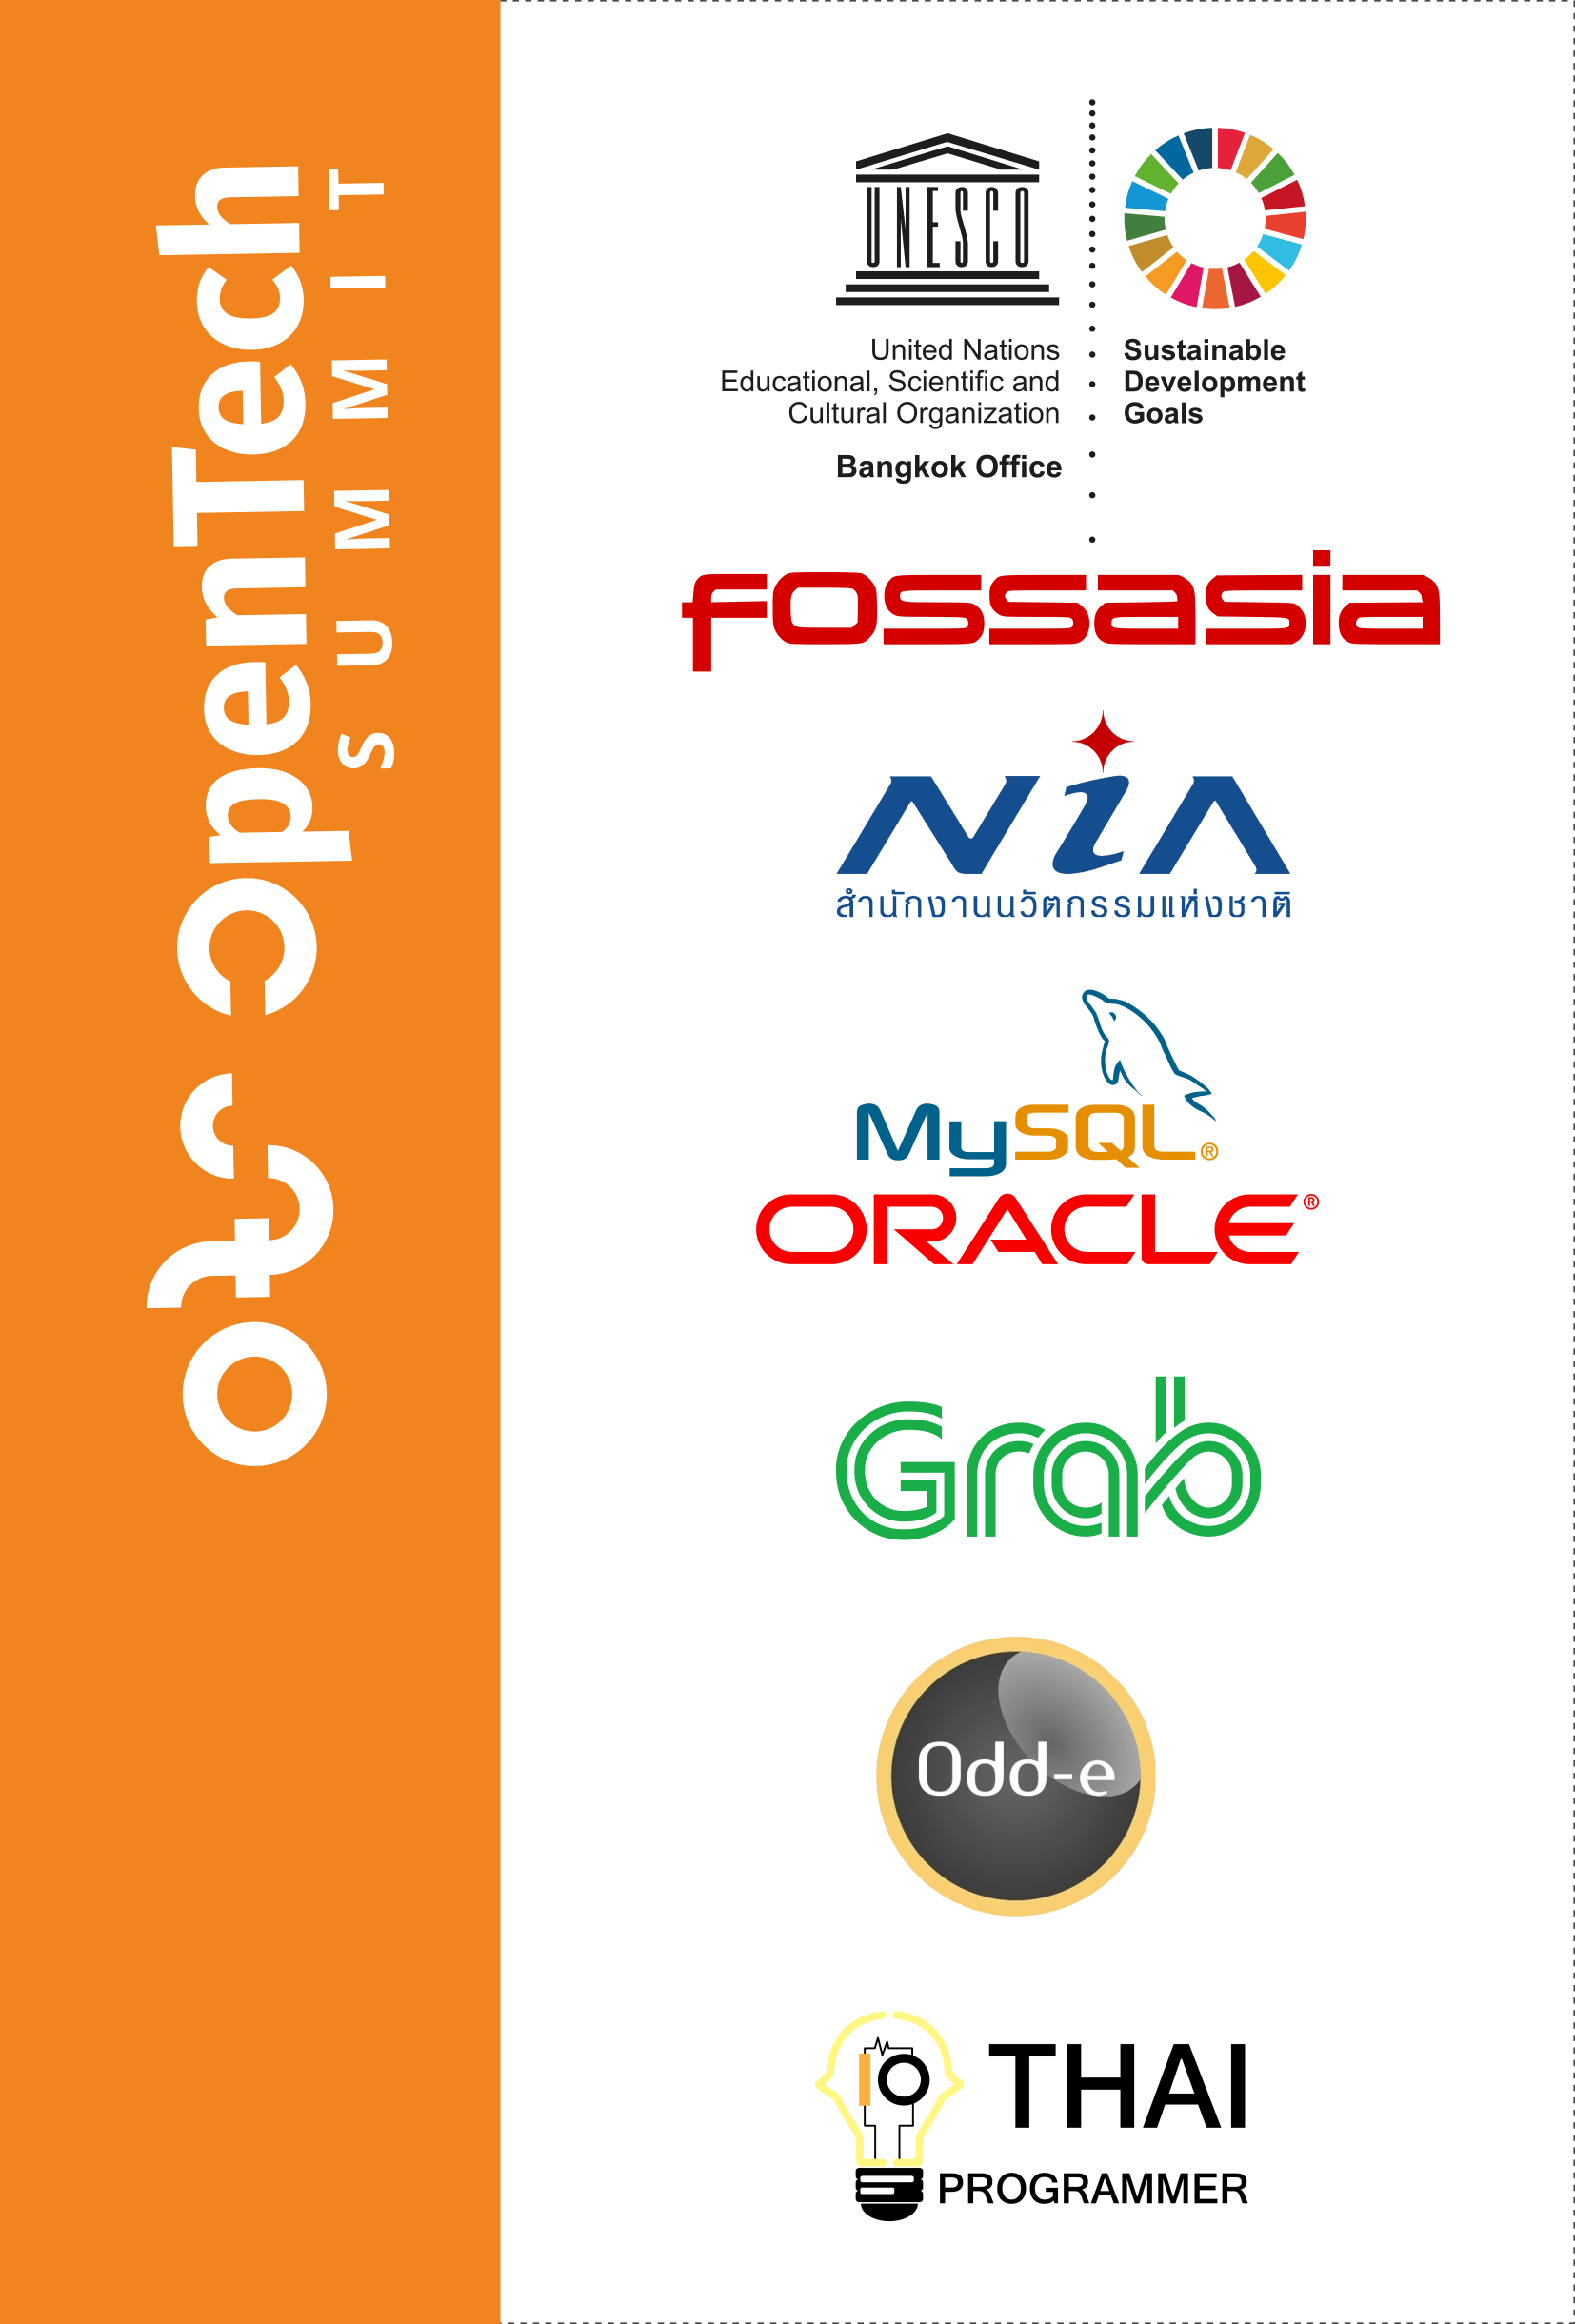 ots OpenTech
SUMMIT
UNESCO
United Nations
Educational, Scientific and
Cultural Organization
Bangkok Office
Sustainable
Development
Goals
fossasia
NiA
สำนักงานนวัตกรรมแห่งชาติ
MySQL®
ORACLE®
Grab
Odd-e
THAI
PROGRAMMER